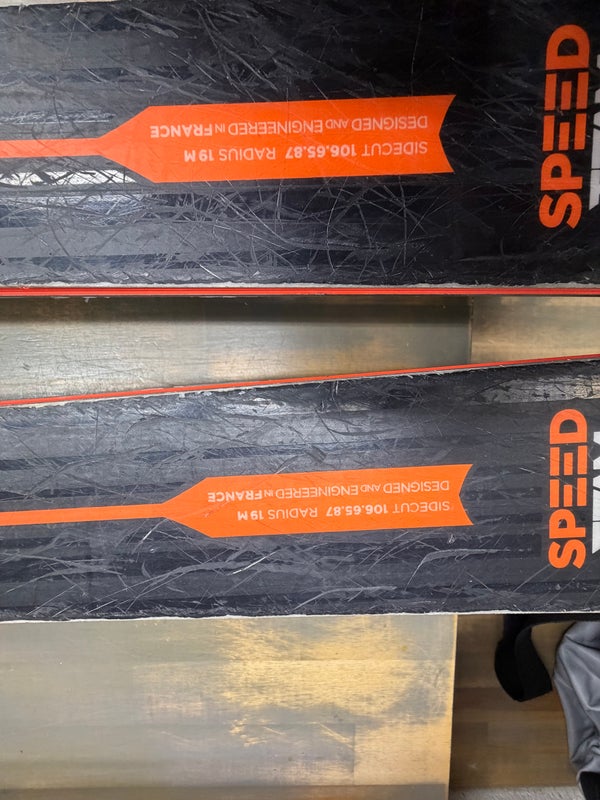 SIDECUT 106.65.87 RADIUS 19 M
DESIGNED AND ENGINEERED IN FRANCE
SPEED
SIDECUT 106.65.87 RADIUS 19 M
DESIGNED AND ENGINEERED IN FRANCE
SPEED